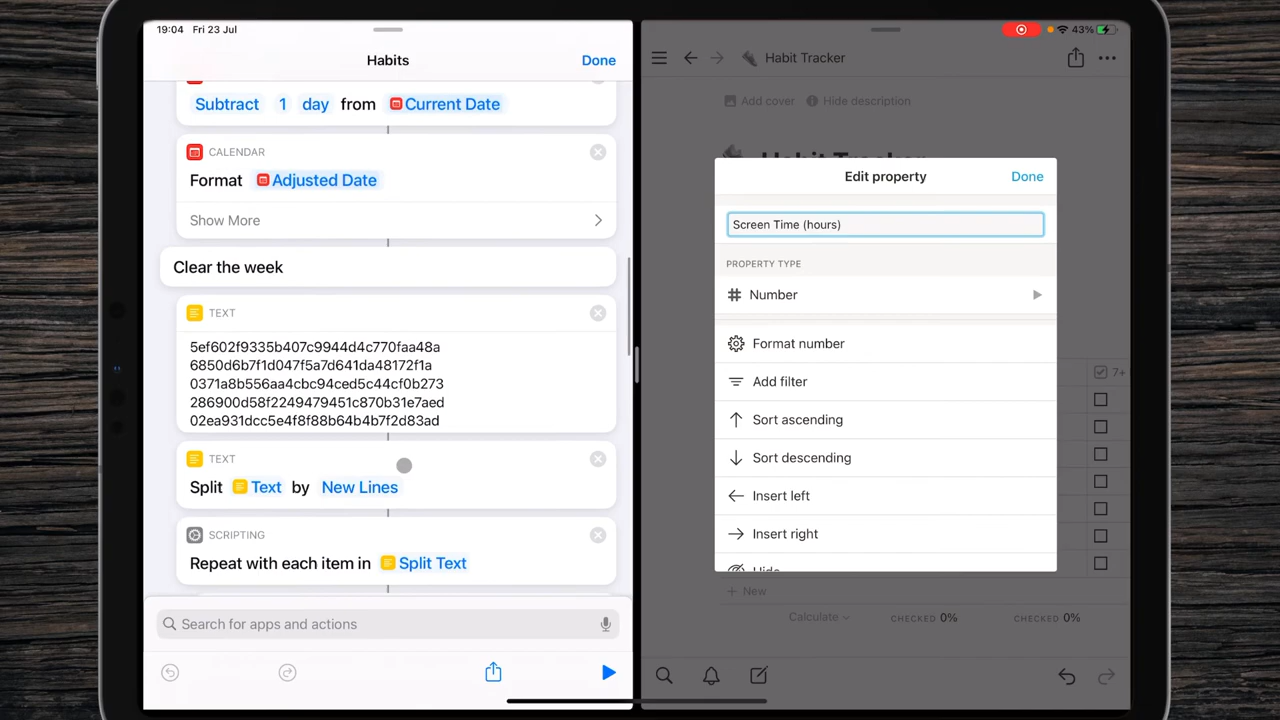 19:04 Fri 23 Jul
43%
Habits
Done
Subtract 1 day from Current Date
CALENDAR
Format Adjusted Date
Show More
Clear the week
TEXT
5ef602f9335b407c9944d4c770faa48a
6850d6b7f1d047f5a7d641da48172f1a
0371a8b556aa4cbc94ced5c44cf0b273
286900d58f2249479451c870b31e7aed
02ea931dcc5e4f8f88b64b4b7f2d83ad
TEXT
Split Text by New Lines
SCRIPTING
Repeat with each item in Split Text
Search for apps and actions
Habit Tracker
Add cover Hide description
Habit Tracker
Edit property
Done
Screen Time (hours)
PROPERTY TYPE
Number
Format number
Add filter
Sort ascending
Sort descending
Insert left
Insert right
Hide
7+
+ New
Calculate
CHECKED 0%
CHECKED 0%